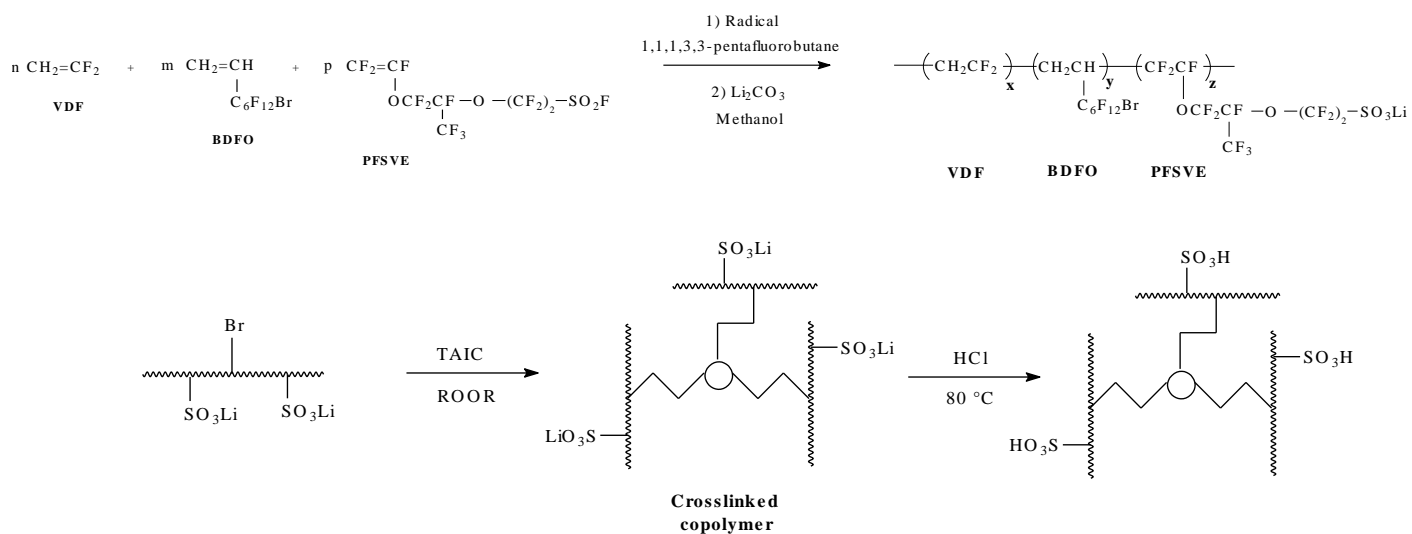 n CH₂=CF₂ + m CH₂=CH + p CF₂=CF
C₆F₁₂Br
OCF₂CF—O—(CF₂)₂—SO₂F
CF₃
VDF
BDFO
PFSVE
1) Radical
1,1,1,3,3-pentafluorobutane
2) Li₂CO₃
Methanol
(CH₂CF₂)x (CH₂CH)y (CF₂CF)z
C₆F₁₂Br
OCF₂CF—O—(CF₂)₂—SO₃Li
CF₃
VDF BDFO PFSVE
Br
SO₃Li SO₃Li
TAIC
ROOR
SO₃Li
SO₃Li
LiO₃S
Crosslinked
copolymer
HCl
80 °C
SO₃H
SO₃H
HO₃S